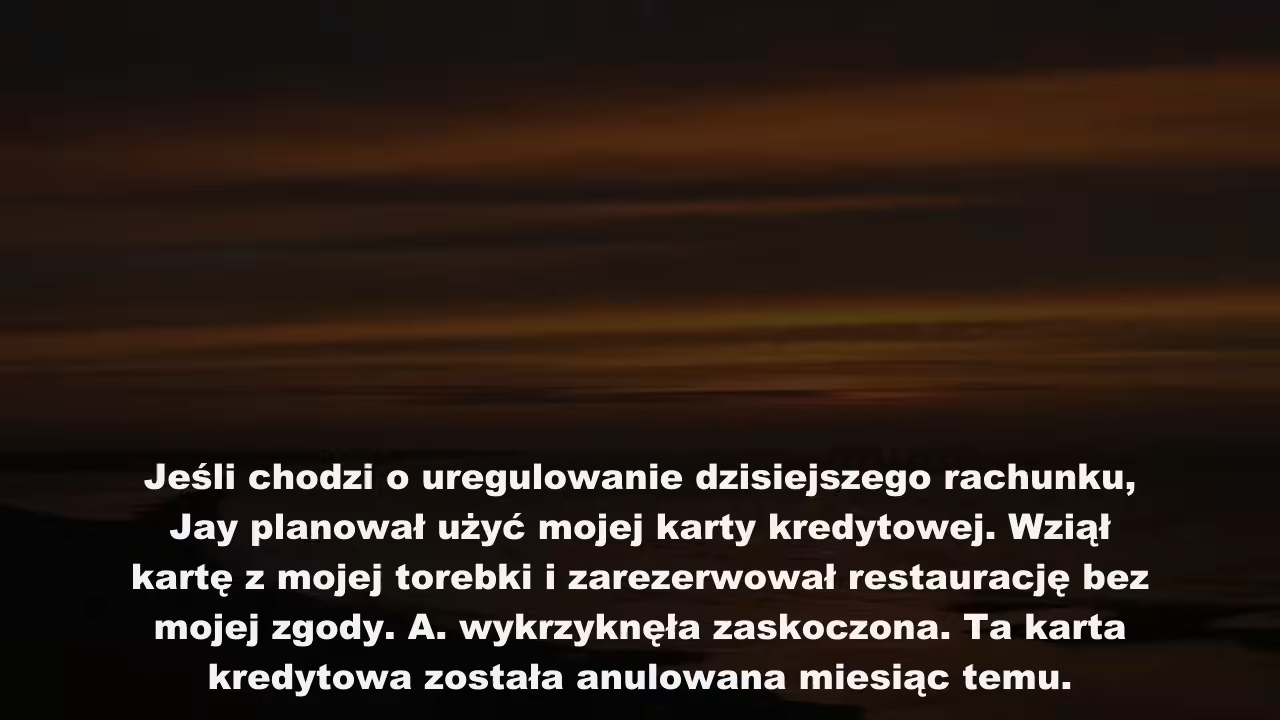 Jeśli chodzi o uregulowanie dzisiejszego rachunku,
Jay planował użyć mojej karty kredytowej. Wziął
kartę z mojej torebki i zarezerwował restaurację bez
mojej zgody. A. wykrzyknęła zaskoczona. Ta karta
kredytowa została anulowana miesiąc temu.